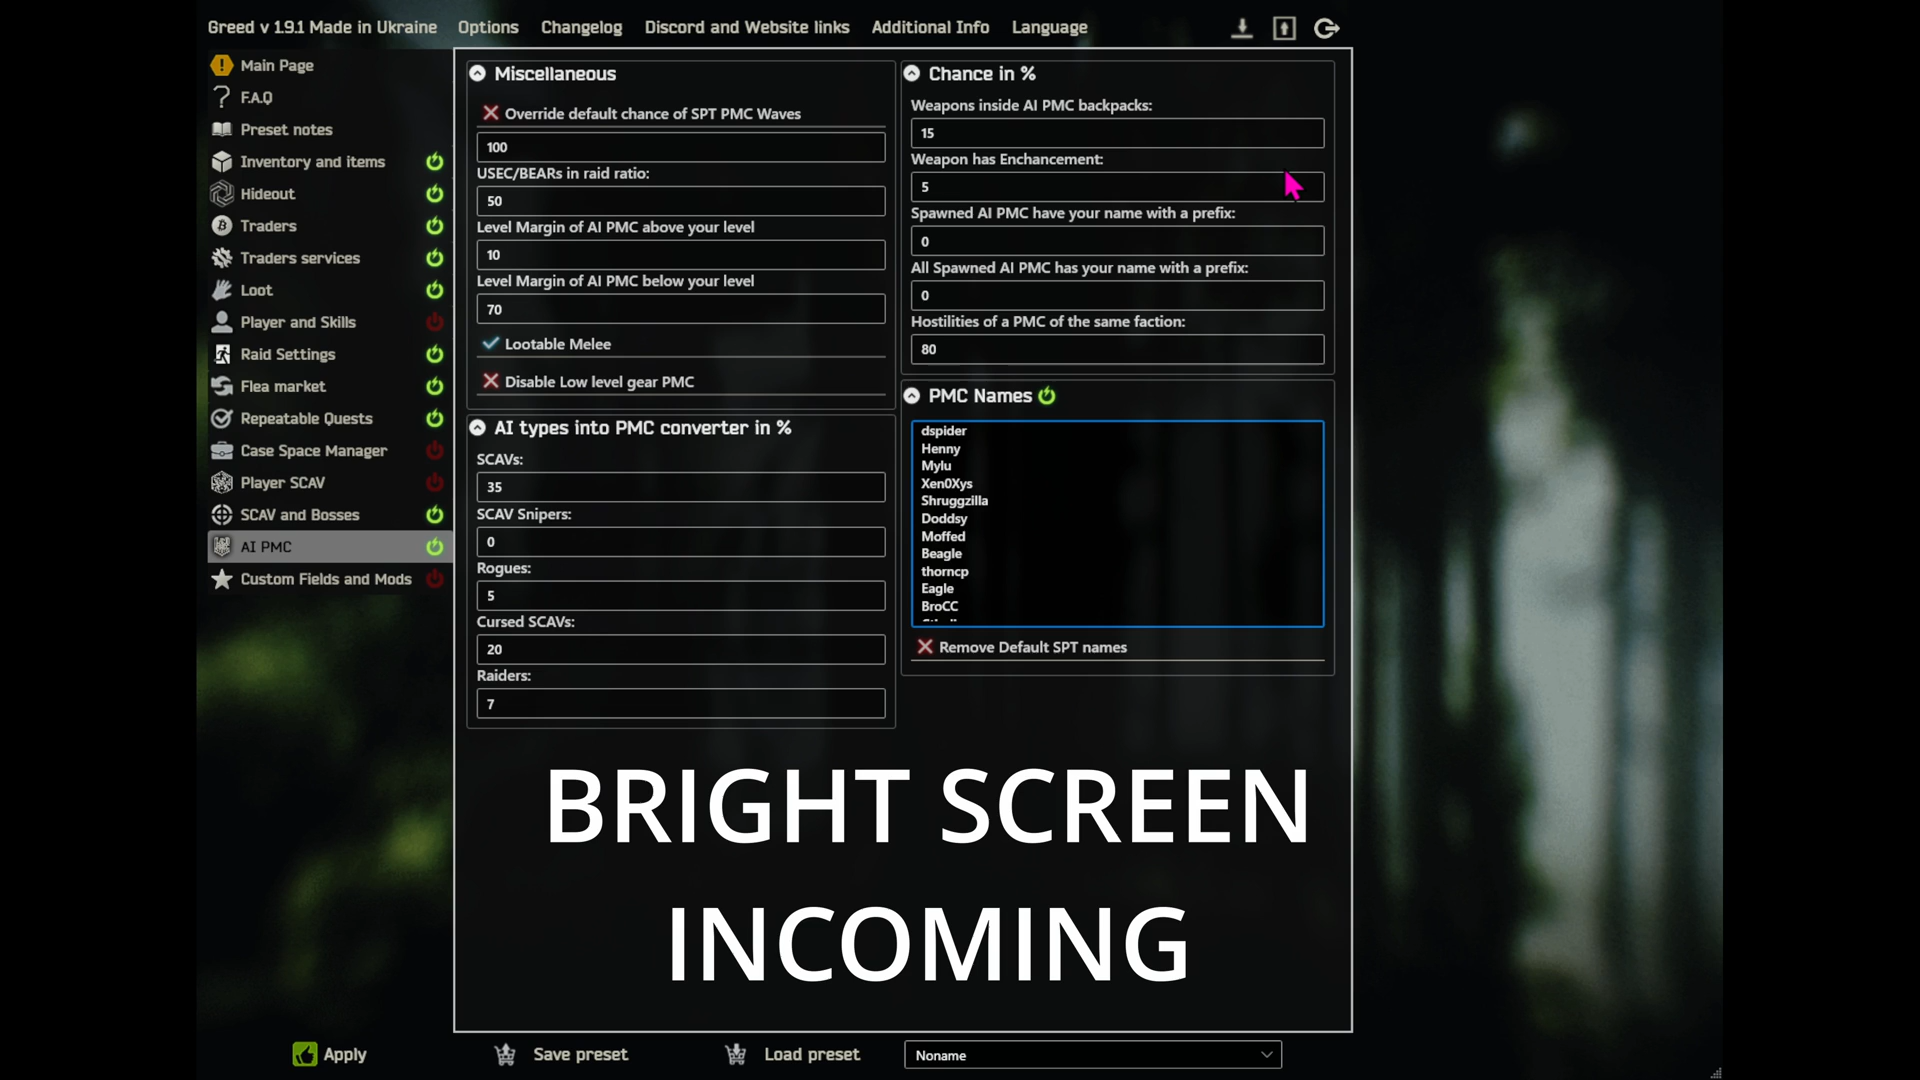 Greed v 1.9.1 Made in Ukraine
Options
Changelog
Discord and Website links
Additional Info
Language
Main Page
F.A.Q
Preset notes
Inventory and items
Hideout
Traders
Traders services
Loot
Player and Skills
Raid Settings
Flea market
Repeatable Quests
Case Space Manager
Player SCAV
SCAV and Bosses
AI PMC
Custom Fields and Mods
Miscellaneous
Override default chance of SPT PMC Waves
100
USEC/BEARs in raid ratio:
50
Level Margin of AI PMC above your level
10
Level Margin of AI PMC below your level
70
Lootable Melee
Disable Low level gear PMC
AI types into PMC converter in %
SCAVs:
35
SCAV Snipers:
0
Rogues:
5
Cursed SCAVs:
20
Raiders:
7
Chance in %
Weapons inside AI PMC backpacks:
15
Weapon has Enchancement:
5
Spawned AI PMC have your name with a prefix:
0
All Spawned AI PMC has your name with a prefix:
0
Hostilities of a PMC of the same faction:
80
PMC Names
dspider
Henny
Mylu
Xen0Xys
Shruggzilla
Doddsy
Moffed
Beagle
thorncp
Eagle
BroCC
Remove Default SPT names
BRIGHT SCREEN
INCOMING
Apply
Save preset
Load preset
Noname